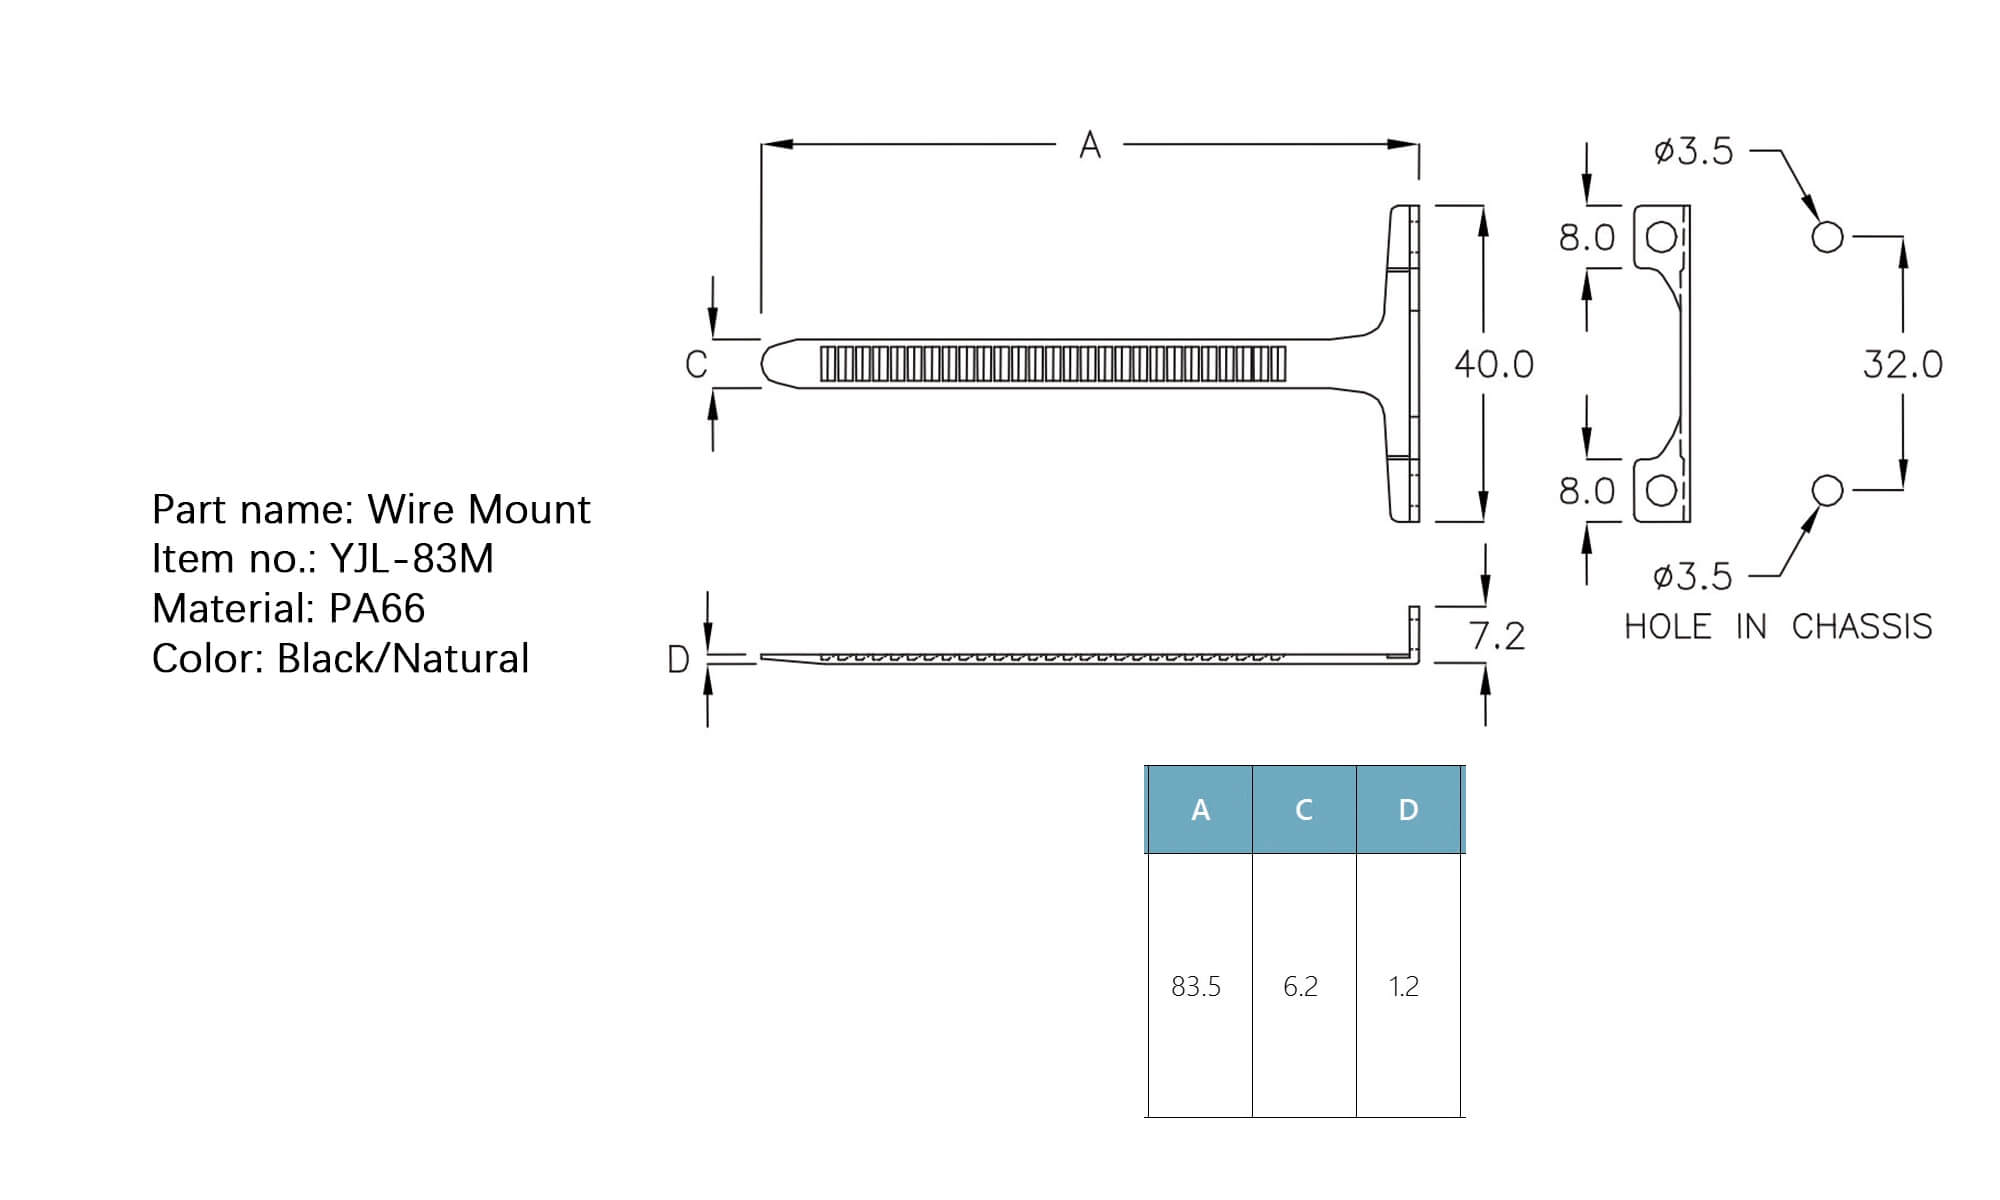 A
ø3.5
8.0
C
40.0
32.0
8.0
Part name: Wire Mount
Item no.: YJL-83M
Material: PA66
Color: Black/Natural
ø3.5
HOLE IN CHASSIS
7.2
D
A C D
83.5 6.2 1.2